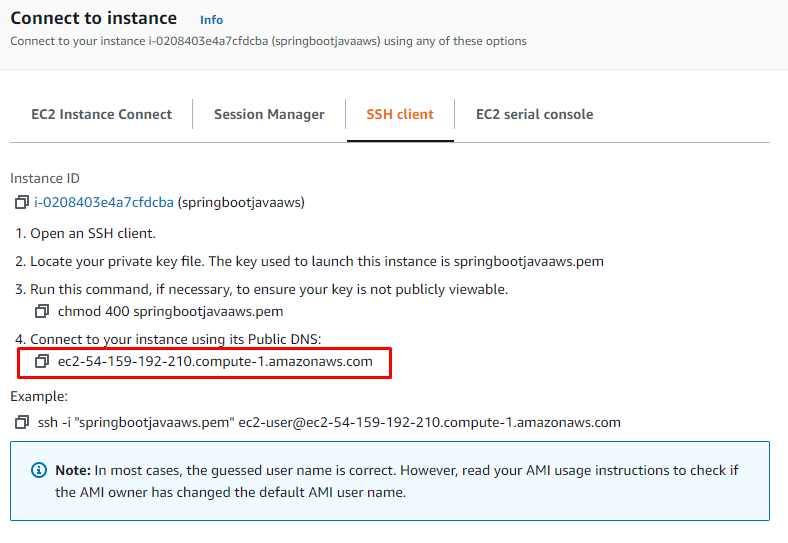 Connect to instance Info
Connect to your instance i-0208403e4a7cfdcba (springbootjavaaws) using any of these options
EC2 Instance Connect Session Manager SSH client EC2 serial console
Instance ID
i-0208403e4a7cfdcba (springbootjavaaws)
1. Open an SSH client.
2. Locate your private key file. The key used to launch this instance is springbootjavaaws.pem
3. Run this command, if necessary, to ensure your key is not publicly viewable.
chmod 400 springbootjavaaws.pem
4. Connect to your instance using its Public DNS:
ec2-54-159-192-210.compute-1.amazonaws.com
Example:
ssh -i "springbootjavaaws.pem" ec2-user@ec2-54-159-192-210.compute-1.amazonaws.com
Note: In most cases, the guessed user name is correct. However, read your AMI usage instructions to check if
the AMI owner has changed the default AMI user name.